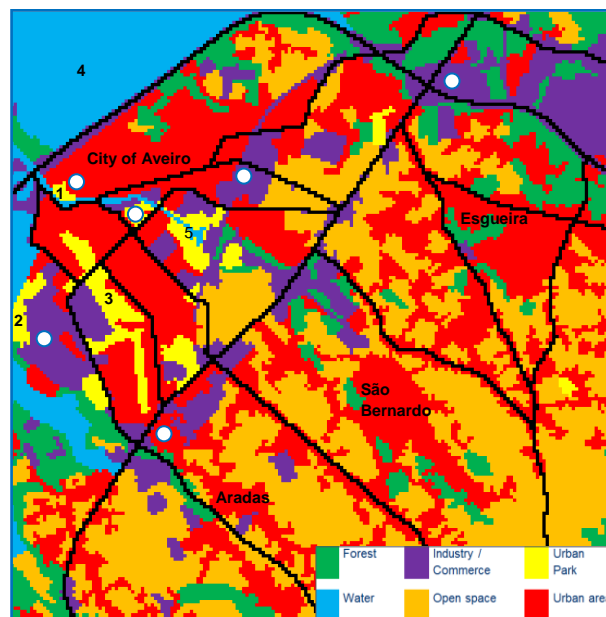 4
City of Aveiro
1
5
Esgueira
3
2
São
Bernardo
Aradas
Forest
Industry /
Commerce
Urban
Park
Water
Open space
Urban area